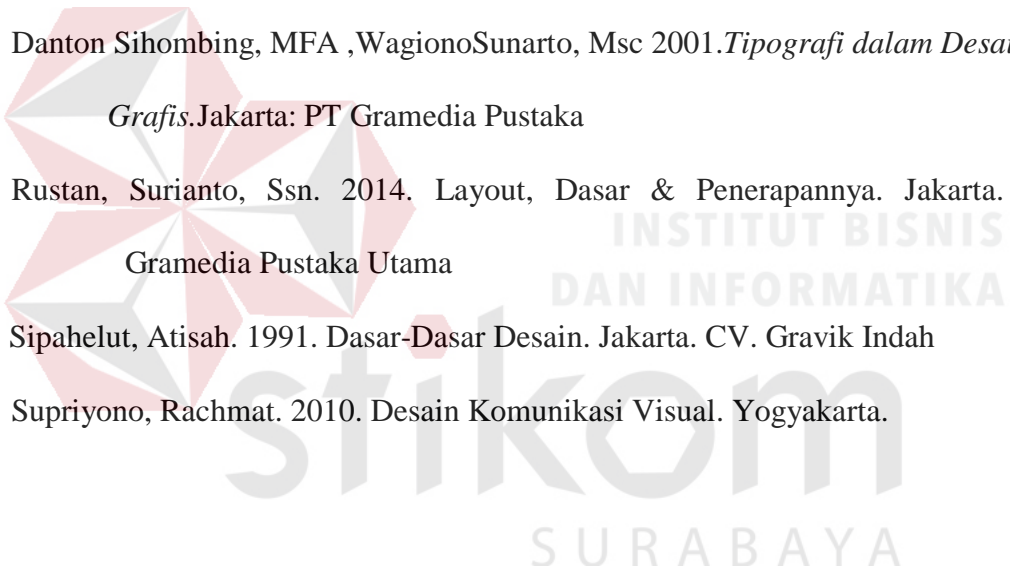 Danton Sihombing, MFA ,WagionoSunarto, Msc 2001.Tipografi dalam Desai
Grafis.Jakarta: PT Gramedia Pustaka
Rustan, Surianto, Ssn. 2014. Layout, Dasar & Penerapannya. Jakarta.
INSTITUT BISNIS
Gramedia Pustaka Utama
DAN INFORMATIKA
Sipahelut, Atisah. 1991. Dasar-Dasar Desain. Jakarta. CV. Gravik Indah
stikom
Supriyono, Rachmat. 2010. Desain Komunikasi Visual. Yogyakarta.
SURABAYA